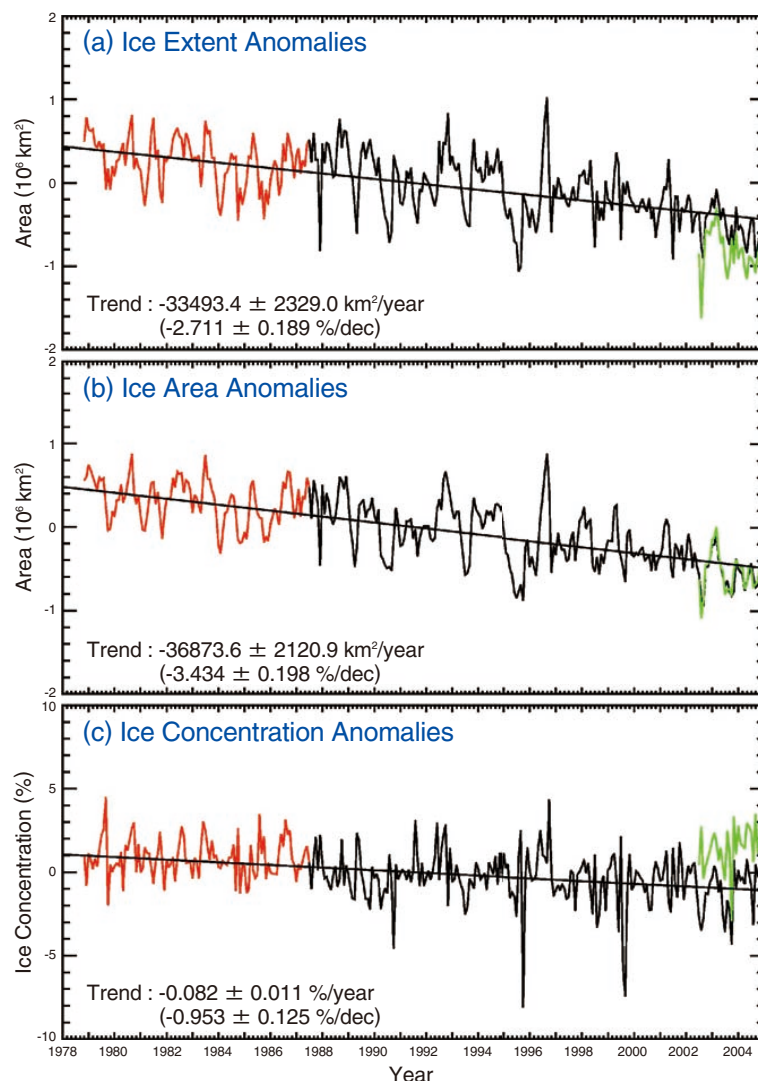 2
(a) Ice Extent Anomalies
1
0
Area (10⁶ km²)
-1
Trend : -33493.4 ± 2329.0 km²/year
(-2.711 ± 0.189 %/dec)
-2
2
(b) Ice Area Anomalies
1
0
Area (10⁶ km²)
-1
Trend : -36873.6 ± 2120.9 km²/year
(-3.434 ± 0.198 %/dec)
-2
10
(c) Ice Concentration Anomalies
5
0
Ice Concentration (%)
-5
Trend : -0.082 ± 0.011 %/year
(-0.953 ± 0.125 %/dec)
-10
1978 1980 1982 1984 1986 1988 1990 1992 1994 1996 1998 2000 2002 2004
Year